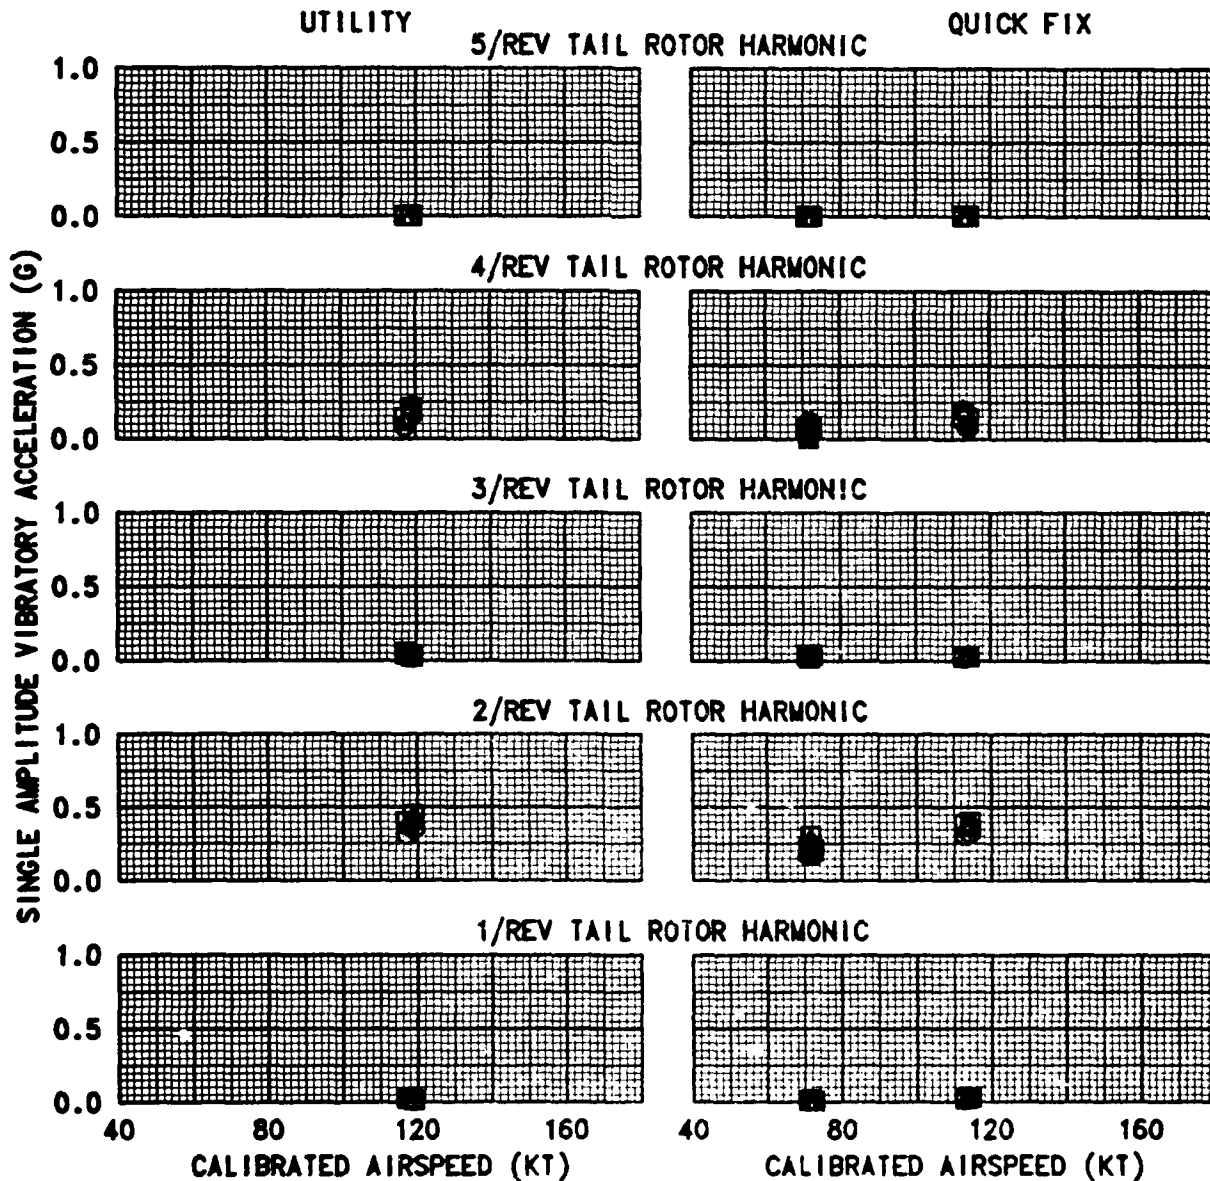 UTILITY QUICK FIX
5/REV TAIL ROTOR HARMONIC
1.0
0.5
0.0
4/REV TAIL ROTOR HARMONIC
1.0
0.5
0.0
3/REV TAIL ROTOR HARMONIC
1.0
0.5
0.0
2/REV TAIL ROTOR HARMONIC
1.0
0.5
0.0
1/REV TAIL ROTOR HARMONIC
1.0
0.5
0.0
40 80 120 160 40 80 120 160
CALIBRATED AIRSPEED (KT) CALIBRATED AIRSPEED (KT)
SINGLE AMPLITUDE VIBRATORY ACCELERATION (G)